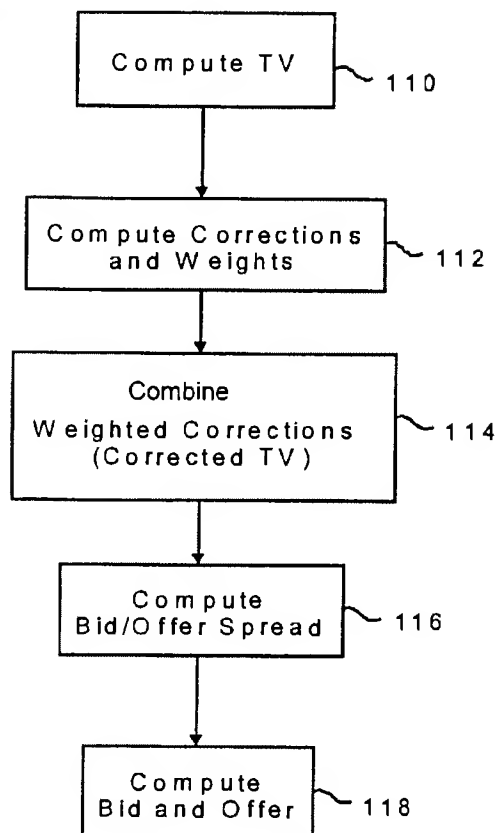 Compute TV
110
Compute Corrections
and Weights
112
Combine
Weighted Corrections
(Corrected TV)
114
Compute
Bid/Offer Spread
116
Compute
Bid and Offer
118